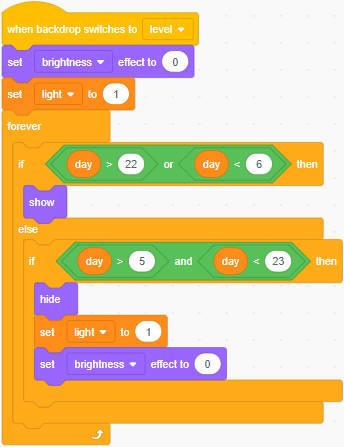 when backdrop switches to level
set brightness effect to 0
set light to 1
forever
if day > 22 or day < 6 then
show
else
if day > 5 and day < 23 then
hide
set light to 1
set brightness effect to 0